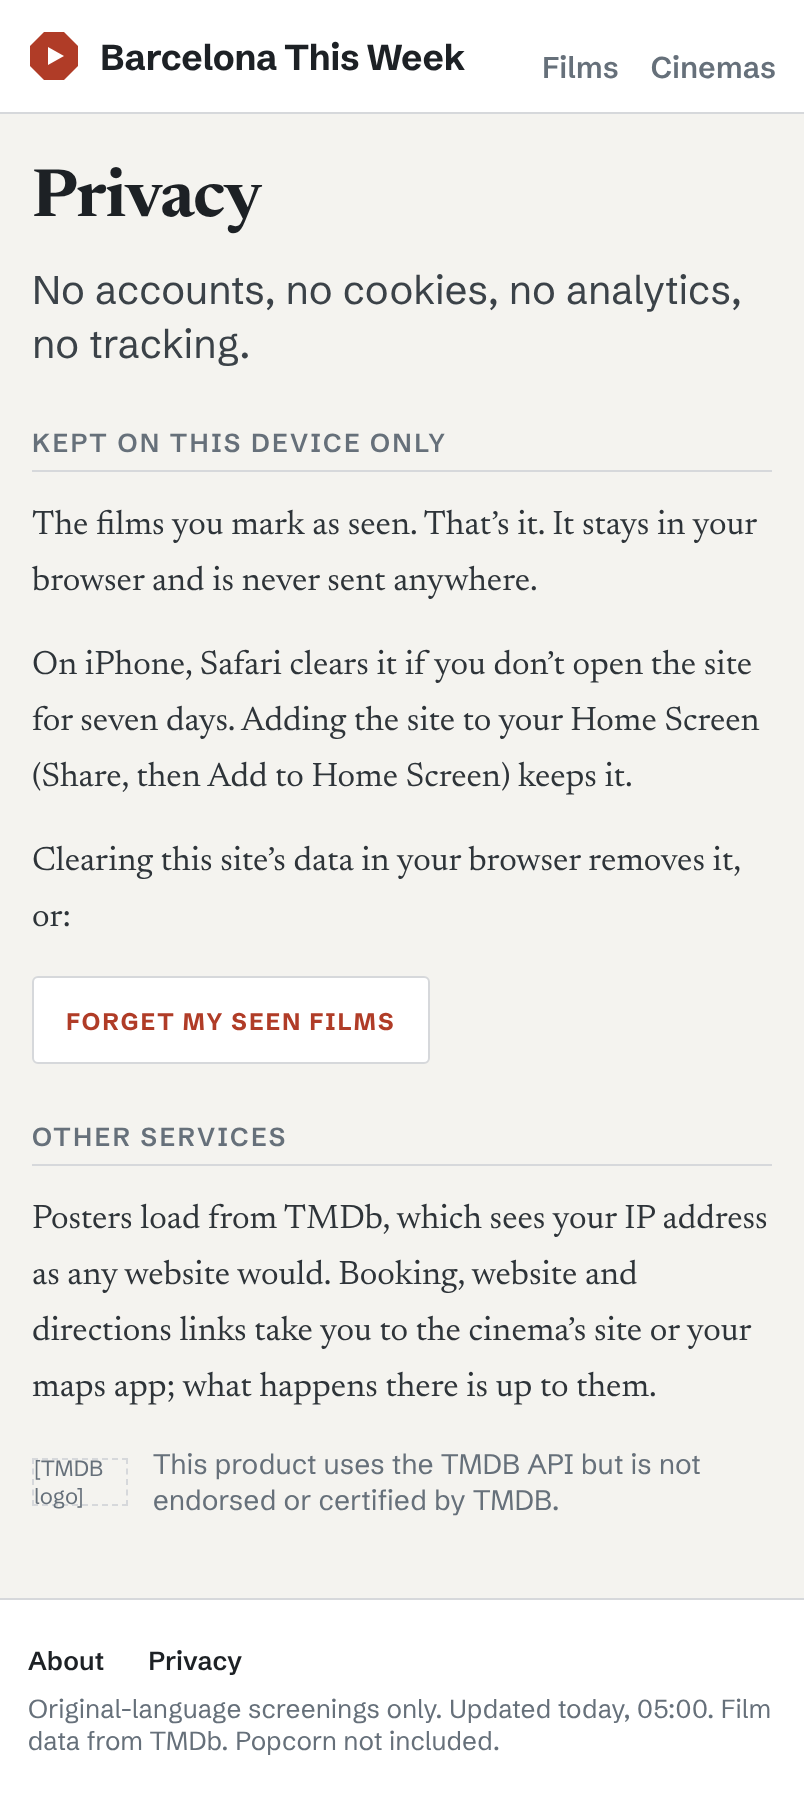 Barcelona This Week
Films Cinemas
Privacy
No accounts, no cookies, no analytics,
no tracking.
KEPT ON THIS DEVICE ONLY
The films you mark as seen. That’s it. It stays in your
browser and is never sent anywhere.
On iPhone, Safari clears it if you don’t open the site
for seven days. Adding the site to your Home Screen
(Share, then Add to Home Screen) keeps it.
Clearing this site’s data in your browser removes it,
or:
FORGET MY SEEN FILMS
OTHER SERVICES
Posters load from TMDb, which sees your IP address
as any website would. Booking, website and
directions links take you to the cinema’s site or your
maps app; what happens there is up to them.
[TMDB
logo]
This product uses the TMDB API but is not
endorsed or certified by TMDB.
About Privacy
Original-language screenings only. Updated today, 05:00. Film
data from TMDb. Popcorn not included.